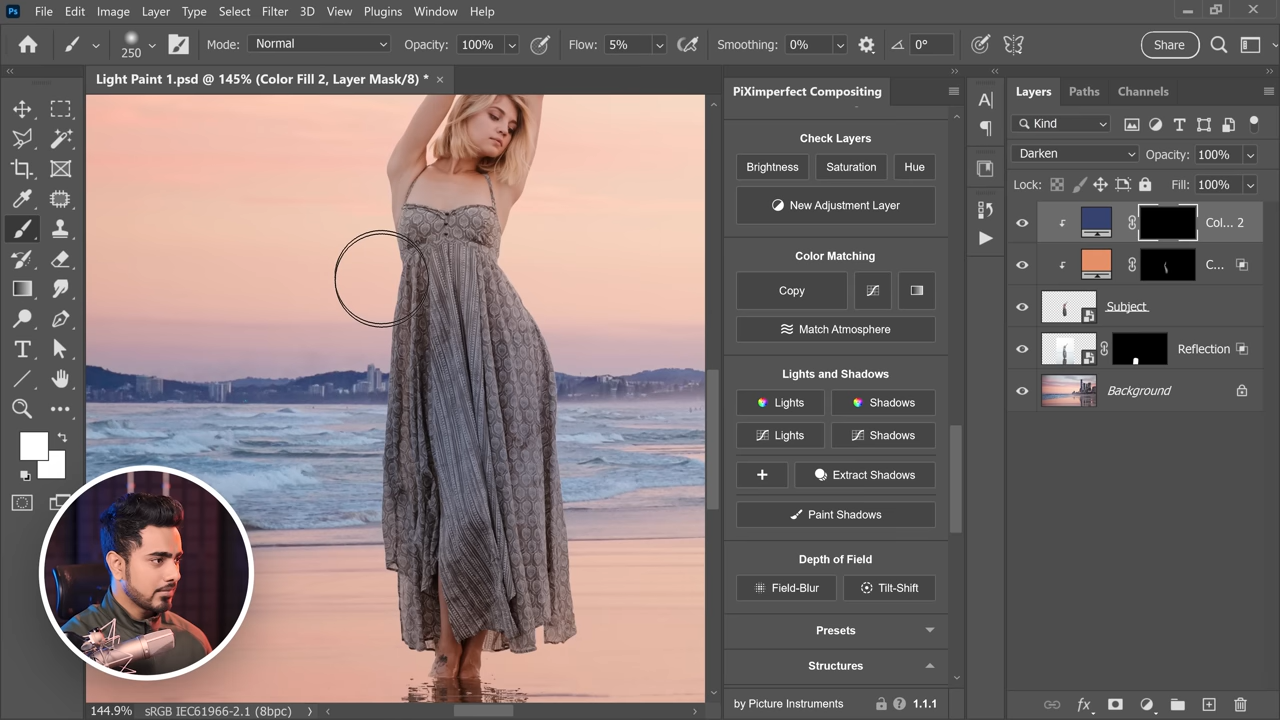 Ps File Edit Image Layer Type Select Filter 3D View Plugins Window Help
250 Mode: Normal Opacity: 100% Flow: 5% Smoothing: 0% 0° Share
Light Paint 1.psd @ 145% (Color Fill 2, Layer Mask/8) * ×
PiXimperfect Compositing
Check Layers
Brightness Saturation Hue
New Adjustment Layer
Color Matching
Copy
Match Atmosphere
Lights and Shadows
Lights Shadows
Lights Shadows
+ Extract Shadows
Paint Shadows
Depth of Field
Field-Blur Tilt-Shift
Presets
Structures
by Picture Instruments 1.1.1
Layers Paths Channels
Kind
Darken Opacity: 100%
Lock: Fill: 100%
Col... 2
C...
Subject
Reflection
Background
fx
144.9% sRGB IEC61966-2.1 (8bpc)